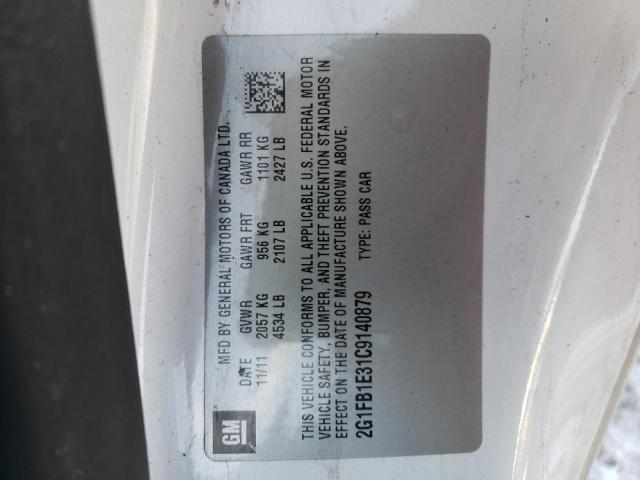 GM
MFD BY GENERAL MOTORS OF CANADA LTD.
DATE GVWR GAWR FRT GAWR RR
11/11 2057 KG 956 KG 1101 KG
4534 LB 2107 LB 2427 LB
THIS VEHICLE CONFORMS TO ALL APPLICABLE U.S. FEDERAL MOTOR
VEHICLE SAFETY, BUMPER, AND THEFT PREVENTION STANDARDS IN
EFFECT ON THE DATE OF MANUFACTURE SHOWN ABOVE.
2G1FB1E31C9140879 TYPE: PASS CAR